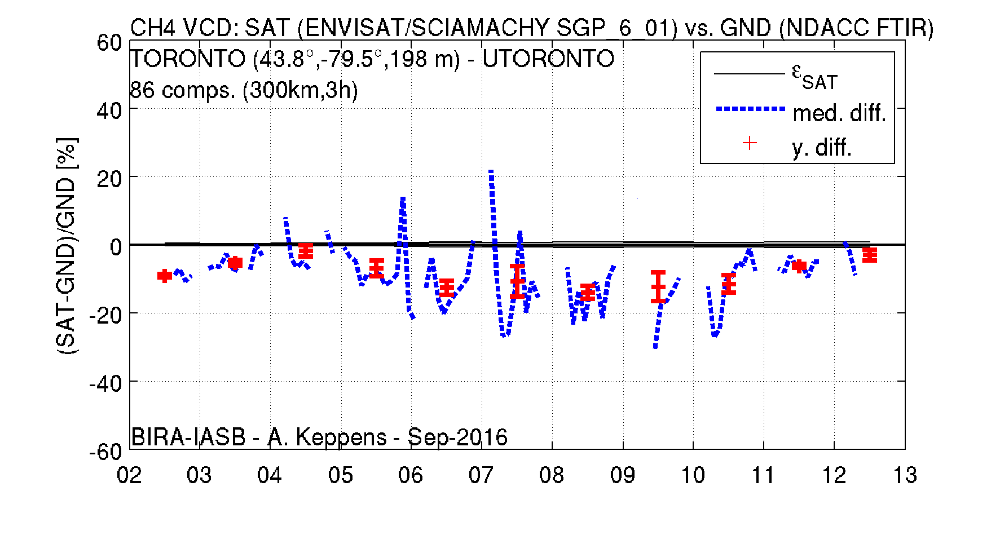 CH4 VCD: SAT (ENVISAT/SCIAMACHY SGP_6_01) vs. GND (NDACC FTIR)
TORONTO (43.8°,-79.5°,198 m) - UTORONTO
86 comps. (300km,3h)
εSAT
med. diff.
y. diff.
(SAT-GND)/GND [%]
60
40
20
0
-20
-40
-60
BIRA-IASB - A. Keppens - Sep-2016
02 03 04 05 06 07 08 09 10 11 12 13